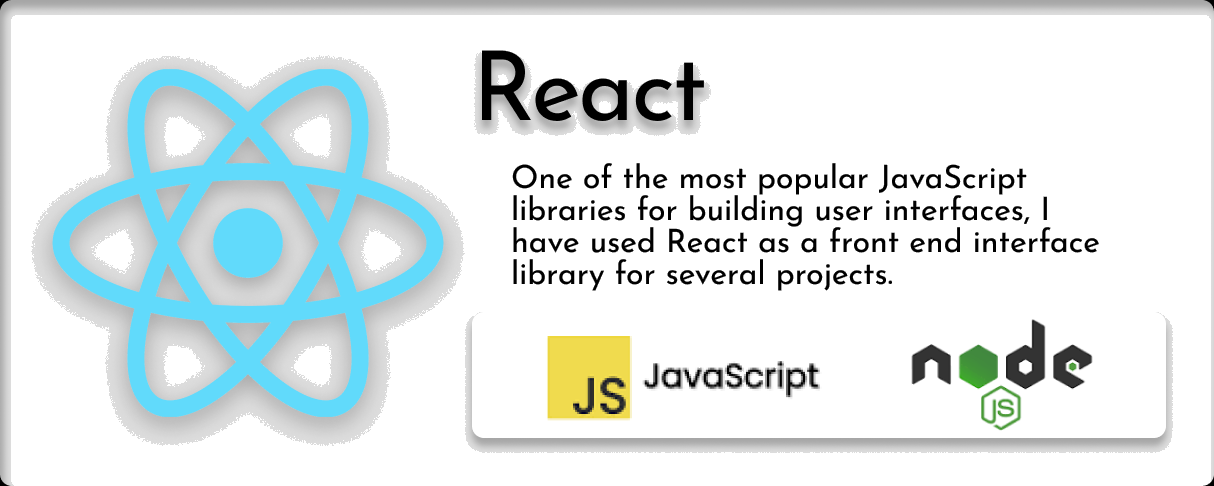 React
One of the most popular JavaScript
libraries for building user interfaces, I
have used React as a front end interface
library for several projects.
JS JavaScript
node
JS